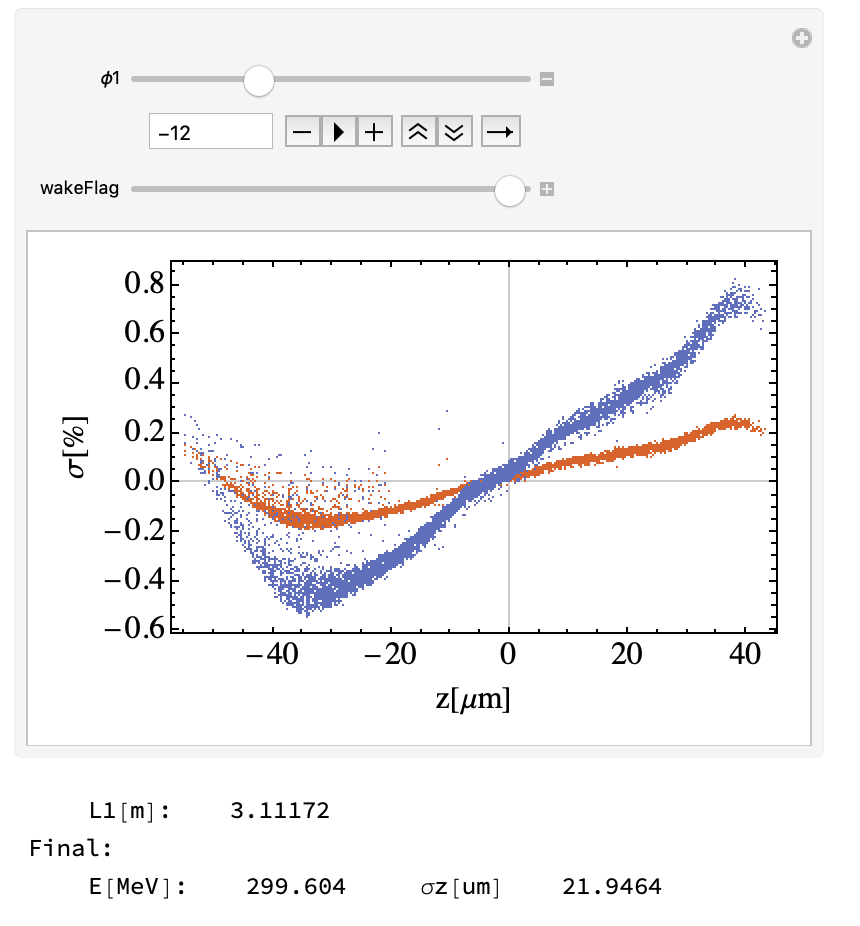 ϕ1
−12
wakeFlag
0.8
0.6
0.4
0.2
0.0
−0.2
−0.4
−0.6
σ[%]
−40 −20 0 20 40
z[μm]
L1[m]: 3.11172
Final:
E[MeV]: 299.604 σz[um] 21.9464